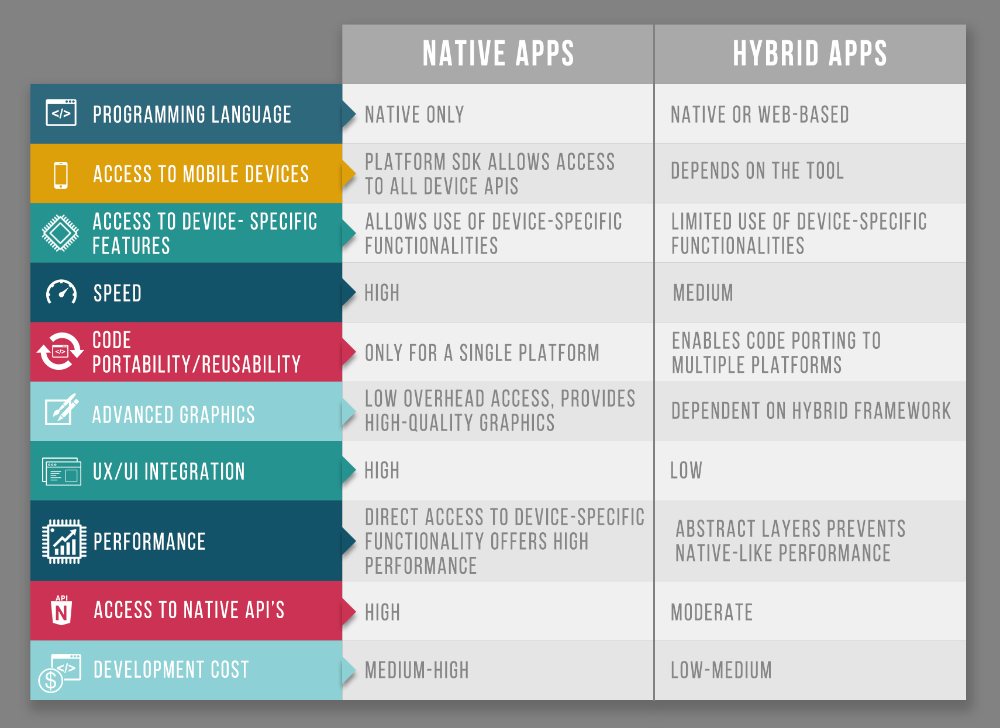 NATIVE APPS
HYBRID APPS
</>
PROGRAMMING LANGUAGE
NATIVE ONLY
NATIVE OR WEB-BASED
ACCESS TO MOBILE DEVICES
PLATFORM SDK ALLOWS ACCESS
TO ALL DEVICE APIS
DEPENDS ON THE TOOL
ACCESS TO DEVICE- SPECIFIC
FEATURES
ALLOWS USE OF DEVICE-SPECIFIC
FUNCTIONALITIES
LIMITED USE OF DEVICE-SPECIFIC
FUNCTIONALITIES
SPEED
HIGH
MEDIUM
</>
CODE
PORTABILITY/REUSABILITY
ONLY FOR A SINGLE PLATFORM
ENABLES CODE PORTING TO
MULTIPLE PLATFORMS
ADVANCED GRAPHICS
LOW OVERHEAD ACCESS, PROVIDES
HIGH-QUALITY GRAPHICS
DEPENDENT ON HYBRID FRAMEWORK
UX/UI INTEGRATION
HIGH
LOW
PERFORMANCE
DIRECT ACCESS TO DEVICE-SPECIFIC
FUNCTIONALITY OFFERS HIGH
PERFORMANCE
ABSTRACT LAYERS PREVENTS
NATIVE-LIKE PERFORMANCE
API
N
ACCESS TO NATIVE API'S
HIGH
MODERATE
</>
$
DEVELOPMENT COST
MEDIUM-HIGH
LOW-MEDIUM